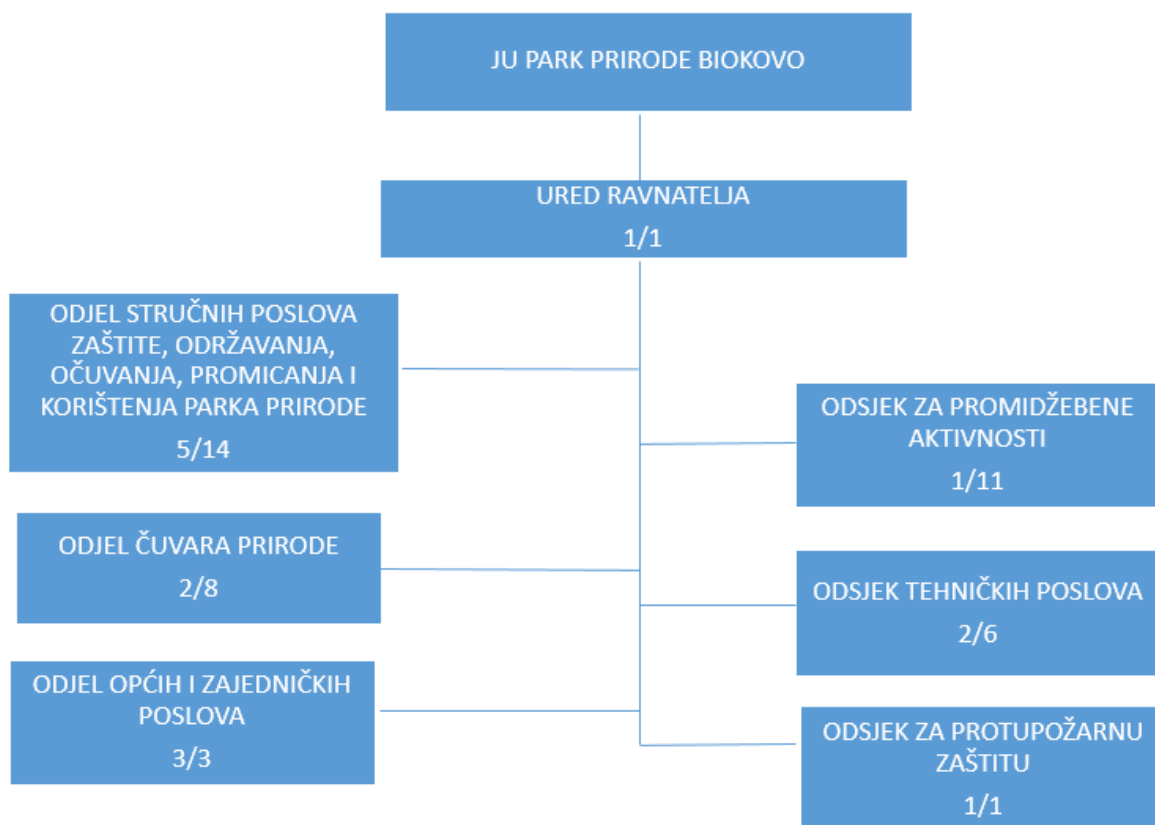 JU PARK PRIRODE BIOKOVO
URED RAVNATELJA
1/1
ODJEL STRUČNIH POSLOVA
ZAŠTITE, ODRŽAVANJA,
OČUVANJA, PROMICANJA I
KORIŠTENJA PARKA PRIRODE
5/14
ODSJEK ZA PROMIDŽEBENE
AKTIVNOSTI
1/11
ODJEL ČUVARA PRIRODE
2/8
ODSJEK TEHNIČKIH POSLOVA
2/6
ODJEL OPĆIH I ZAJEDNIČKIH
POSLOVA
3/3
ODSJEK ZA PROTUPOŽARNU
ZAŠTITU
1/1